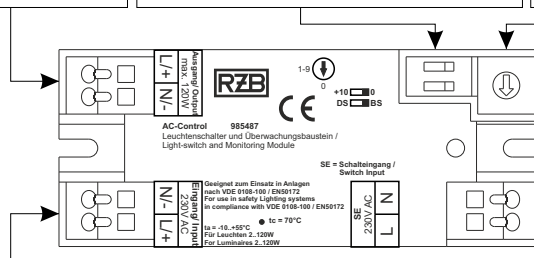 L/+
N/-
Ausgang/ Output
max. 120W
RZB
1-9
0
+10
0
DS
BS
CE
AC-Control 985487
Leuchtenschalter und Überwachungsbaustein /
Light-switch and Monitoring Module
SE = Schalteingang /
Switch Input
N/-
L/+
Eingang/ Input
230V AC
Geeignet zum Einsatz in Anlagen
nach VDE 0108-100 / EN50172
For use in safety Lighting systems
in compliance with VDE 0108-100 / EN50172
tc = 70°C
ta = -10..+55°C
Für Leuchten 2..120W
For Luminaires 2..120W
SE
230V AC
N
L